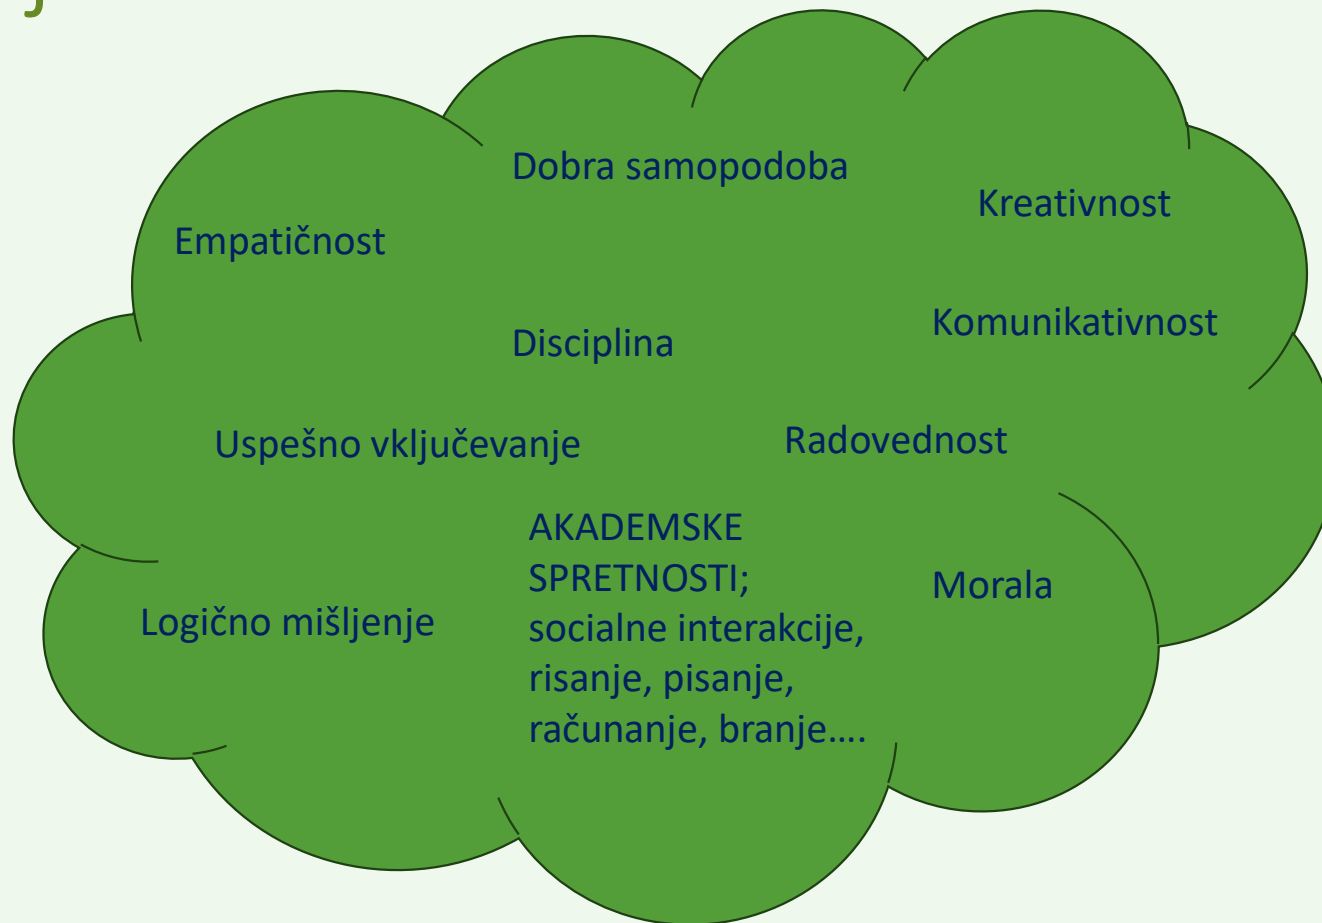 Dobra samopodoba
Kreativnost
Empatičnost
Komunikativnost
Disciplina
Uspešno vključevanje
Radovednost
AKADEMSKE
SPRETNOSTI;
socialne interakcije,
risanje, pisanje,
računanje, branje....
Morala
Logično mišljenje